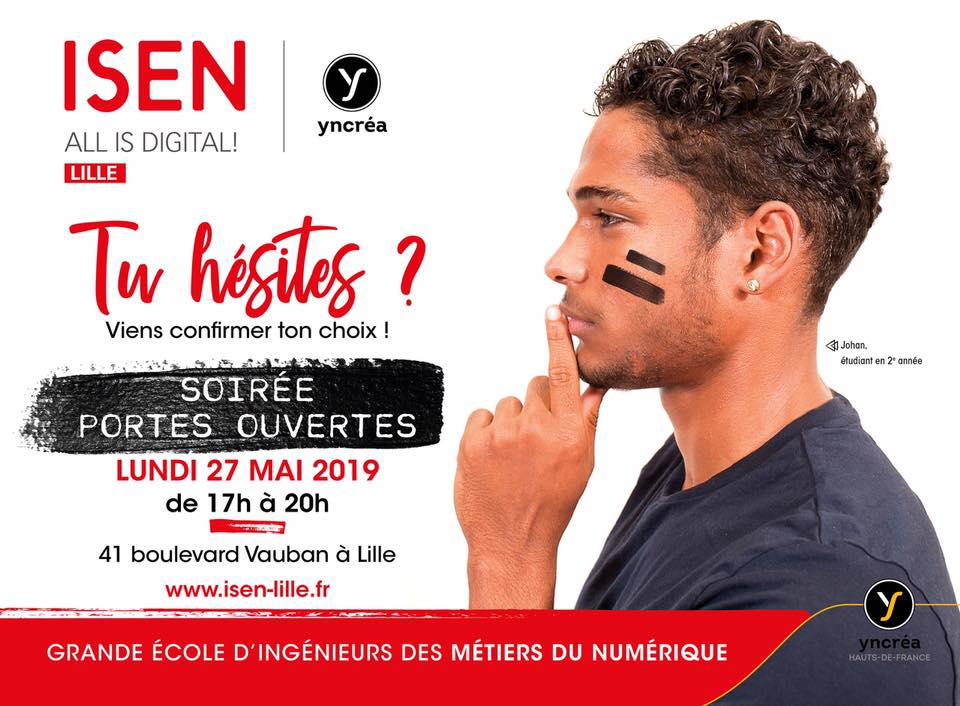 ISEN
ALL IS DIGITAL!
LILLE
yncréa
Tu hésites ?
Viens confirmer ton choix !
SOIRÉE
PORTES OUVERTES
LUNDI 27 MAI 2019
de 17h à 20h
41 boulevard Vauban à Lille
www.isen-lille.fr
Johan,
étudiant en 2e année
GRANDE ÉCOLE D'INGÉNIEURS DES MÉTIERS DU NUMÉRIQUE
yncréa
HAUTS-DE-FRANCE